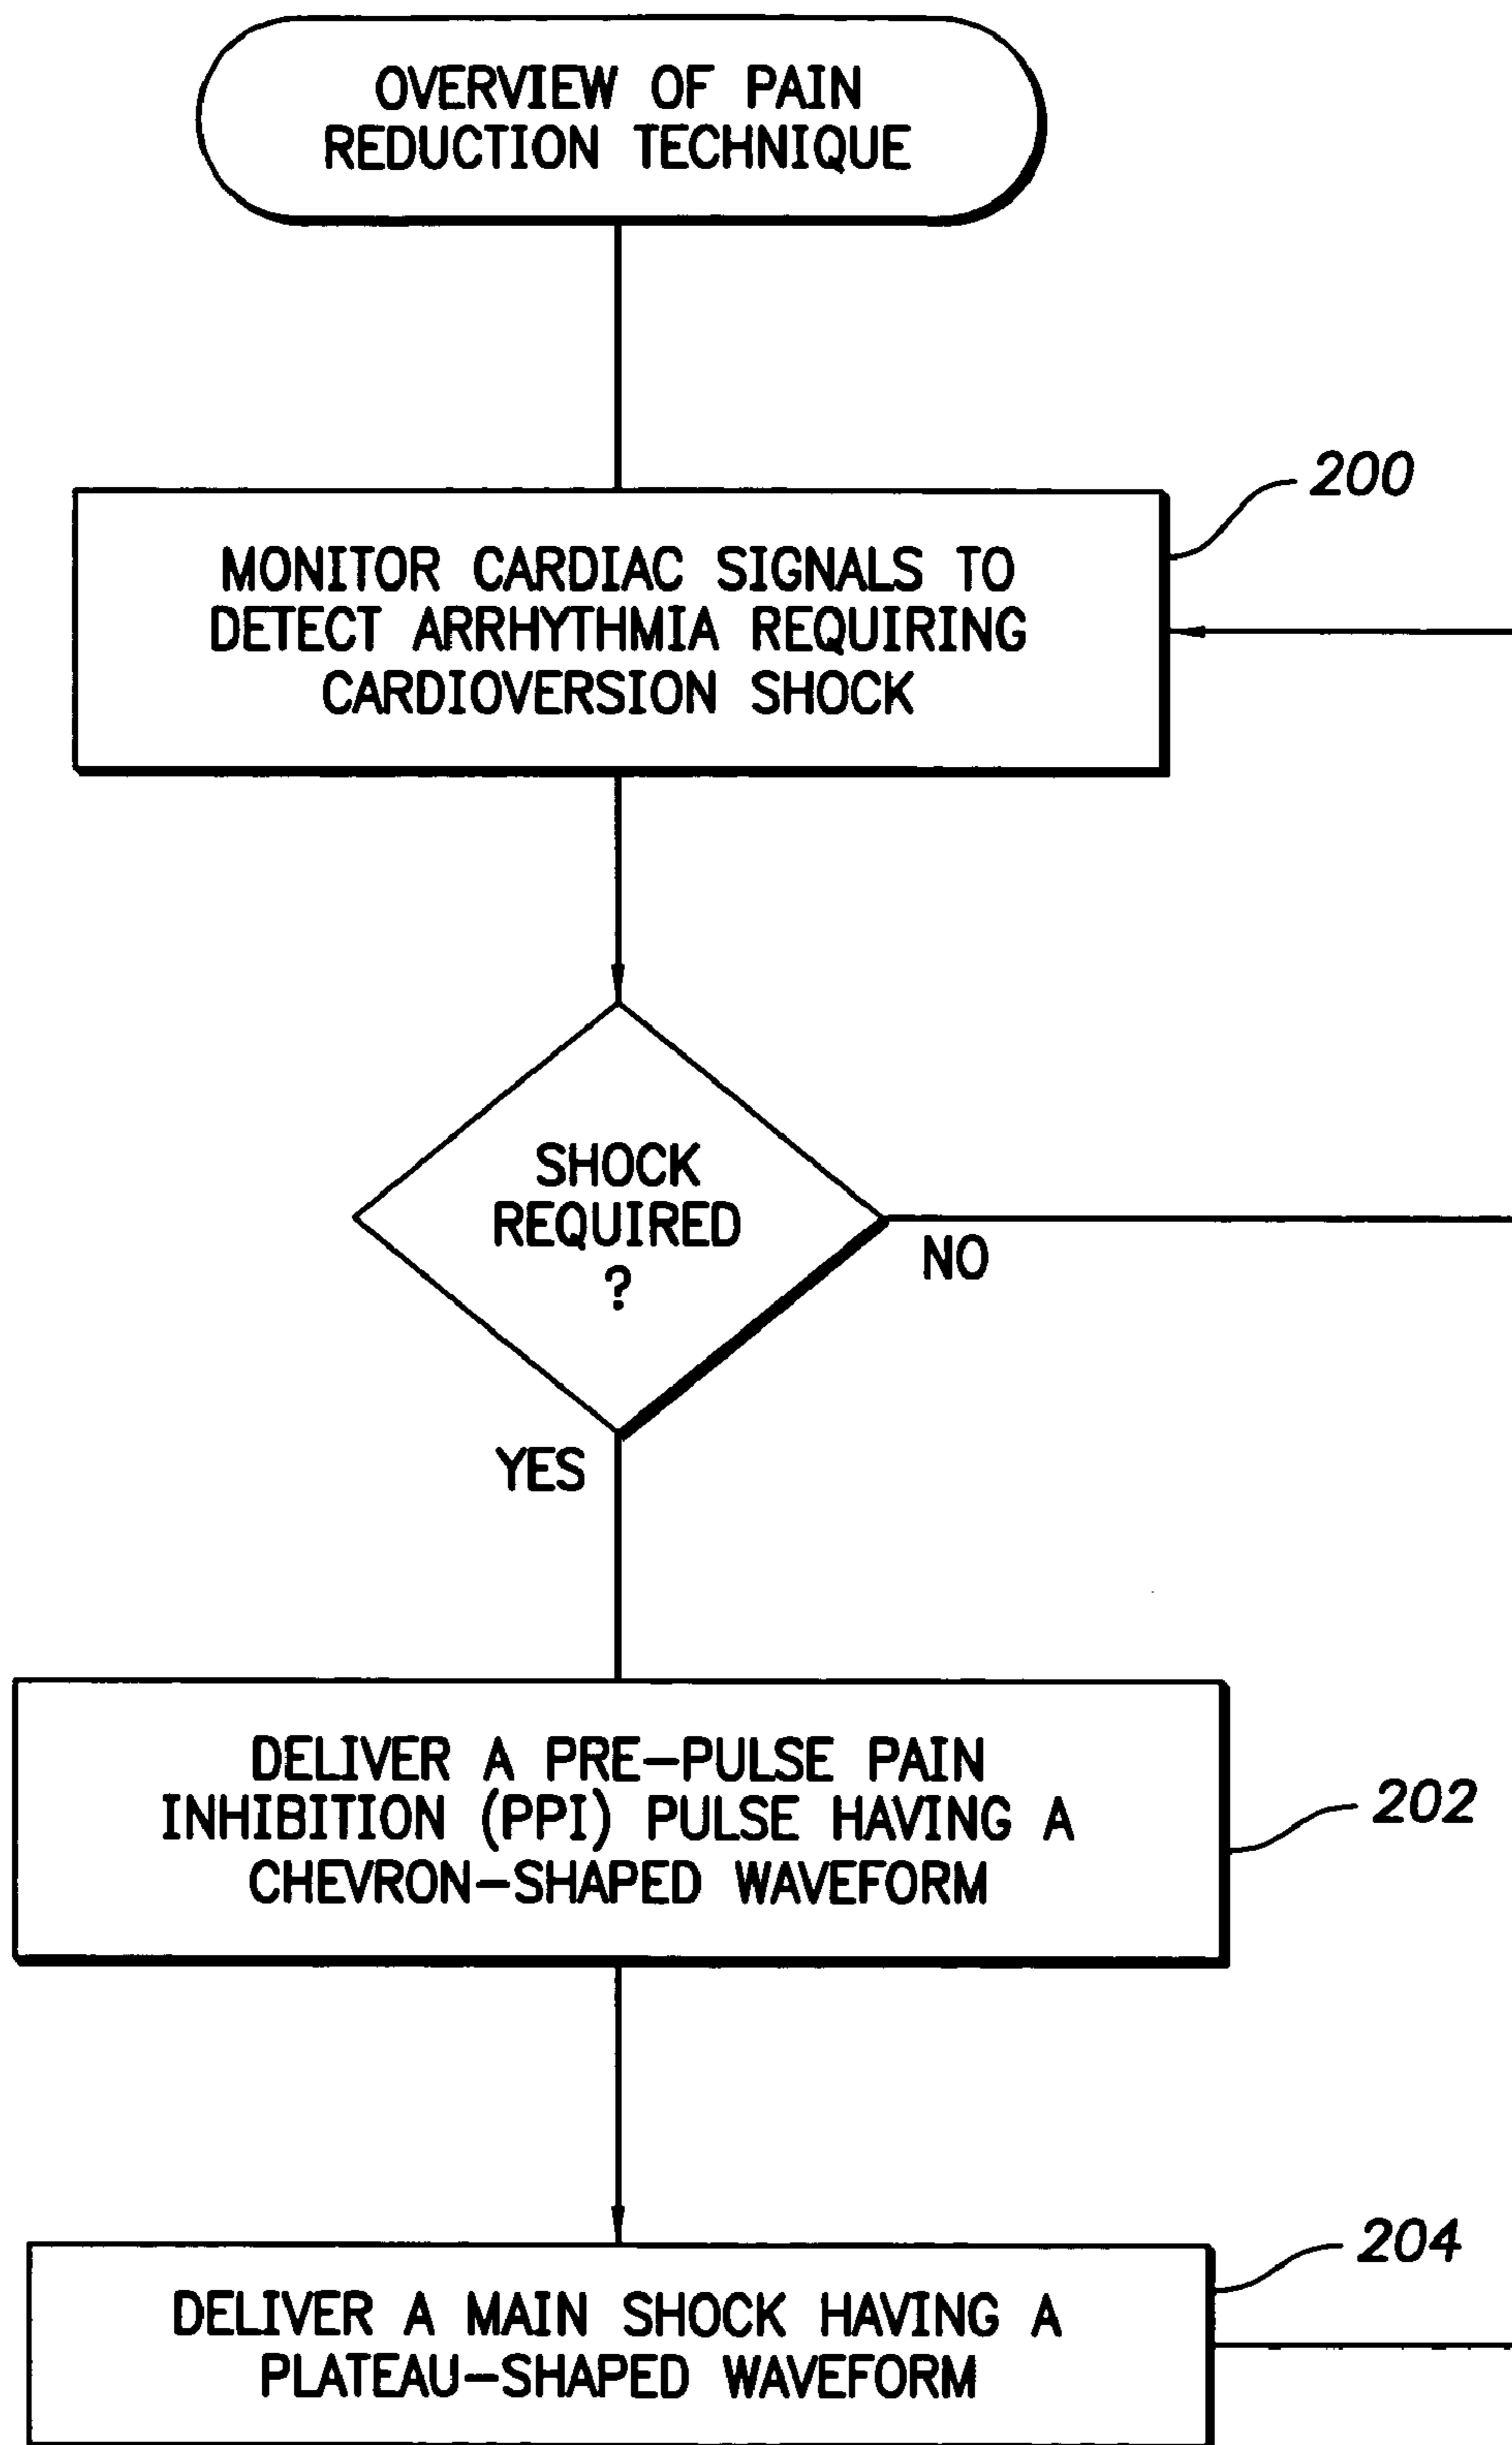 OVERVIEW OF PAIN
REDUCTION TECHNIQUE
200
MONITOR CARDIAC SIGNALS TO
DETECT ARRHYTHMIA REQUIRING
CARDIOVERSION SHOCK
SHOCK
REQUIRED
?
NO
YES
DELIVER A PRE-PULSE PAIN
INHIBITION (PPI) PULSE HAVING A
CHEVRON-SHAPED WAVEFORM
202
204
DELIVER A MAIN SHOCK HAVING A
PLATEAU-SHAPED WAVEFORM